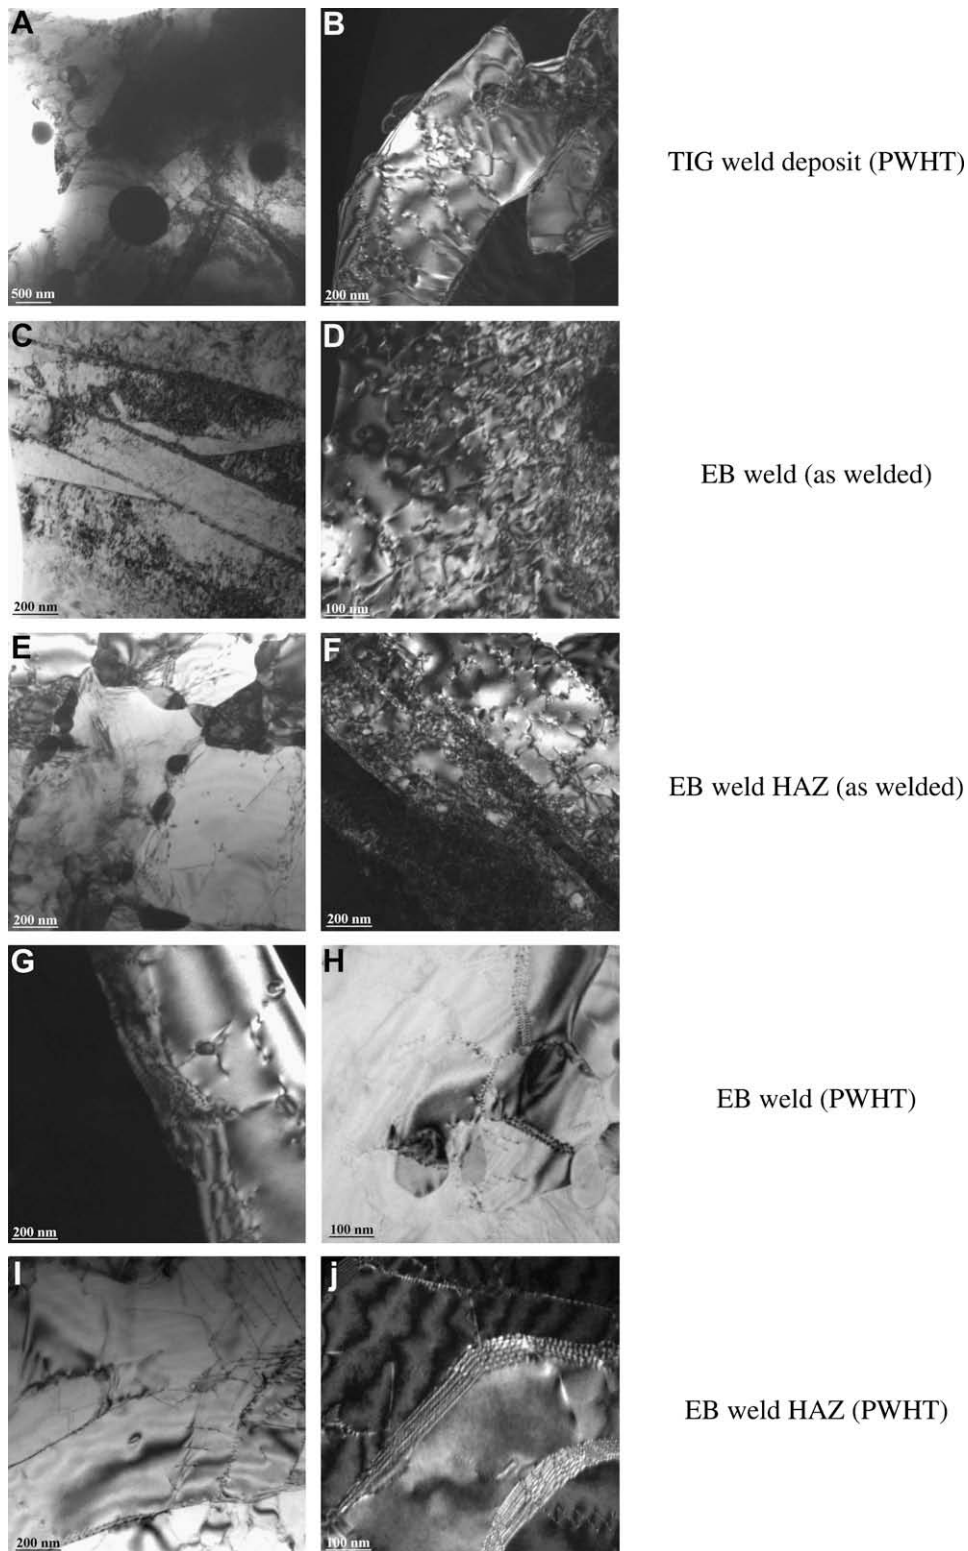 A
500 nm
B
200 nm
TIG weld deposit (PWHT)
C
200 nm
D
100 nm
EB weld (as welded)
E
200 nm
F
200 nm
EB weld HAZ (as welded)
G
200 nm
H
100 nm
EB weld (PWHT)
I
200 nm
j
100 nm
EB weld HAZ (PWHT)